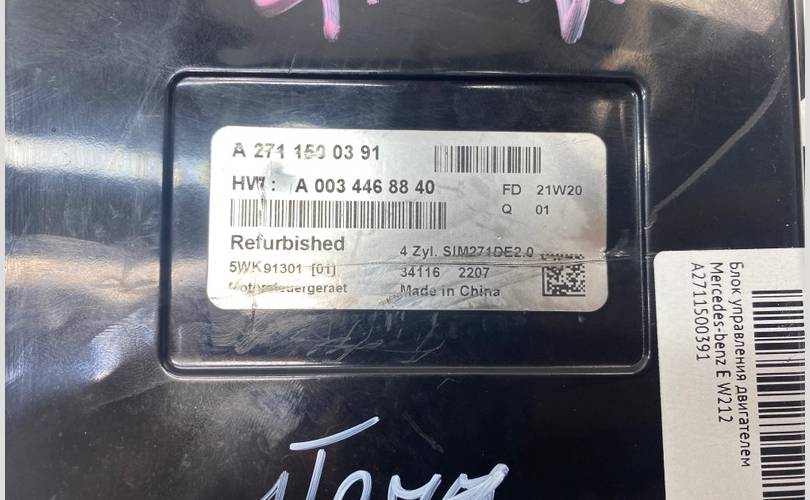 A 271 150 03 91
HW : A 003 446 88 40
FD 21W20
Q 01
Refurbished
4 Zyl. SIM271DE2.0
5WK91301 [01]
34116 2207
Motorsteuergeraet
Made in China
Блок управления двигателем
Mercedes-benz E W212
A2711500391